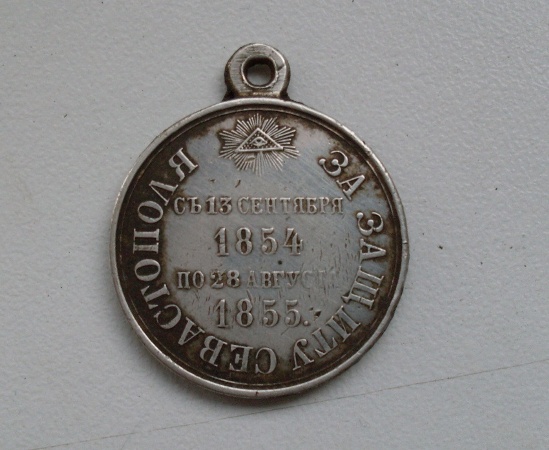 ЗА ЗАЩИТУ СЕВАСТОПОЛЯ
СЪ 13 СЕНТЯБРЯ
1854
ПО 28 АВГУСТА
1855.